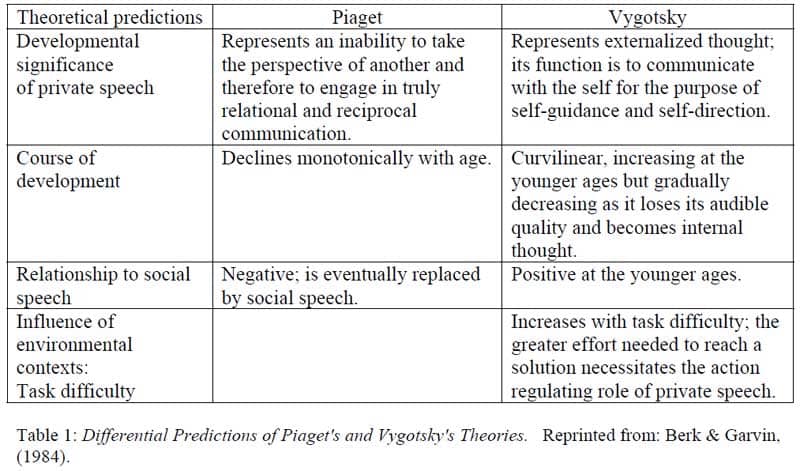 Theoretical predictions
Piaget
Vygotsky
Developmental
significance
of private speech
Represents an inability to take
the perspective of another and
therefore to engage in truly
relational and reciprocal
communication.
Represents externalized thought;
its function is to communicate
with the self for the purpose of
self-guidance and self-direction.
Course of
development
Declines monotonically with age.
Curvilinear, increasing at the
younger ages but gradually
decreasing as it loses its audible
quality and becomes internal
thought.
Relationship to social
speech
Negative; is eventually replaced
by social speech.
Positive at the younger ages.
Influence of
environmental
contexts:
Task difficulty
Increases with task difficulty; the
greater effort needed to reach a
solution necessitates the action
regulating role of private speech.
Table 1: Differential Predictions of Piaget's and Vygotsky's Theories. Reprinted from: Berk & Garvin,
(1984).